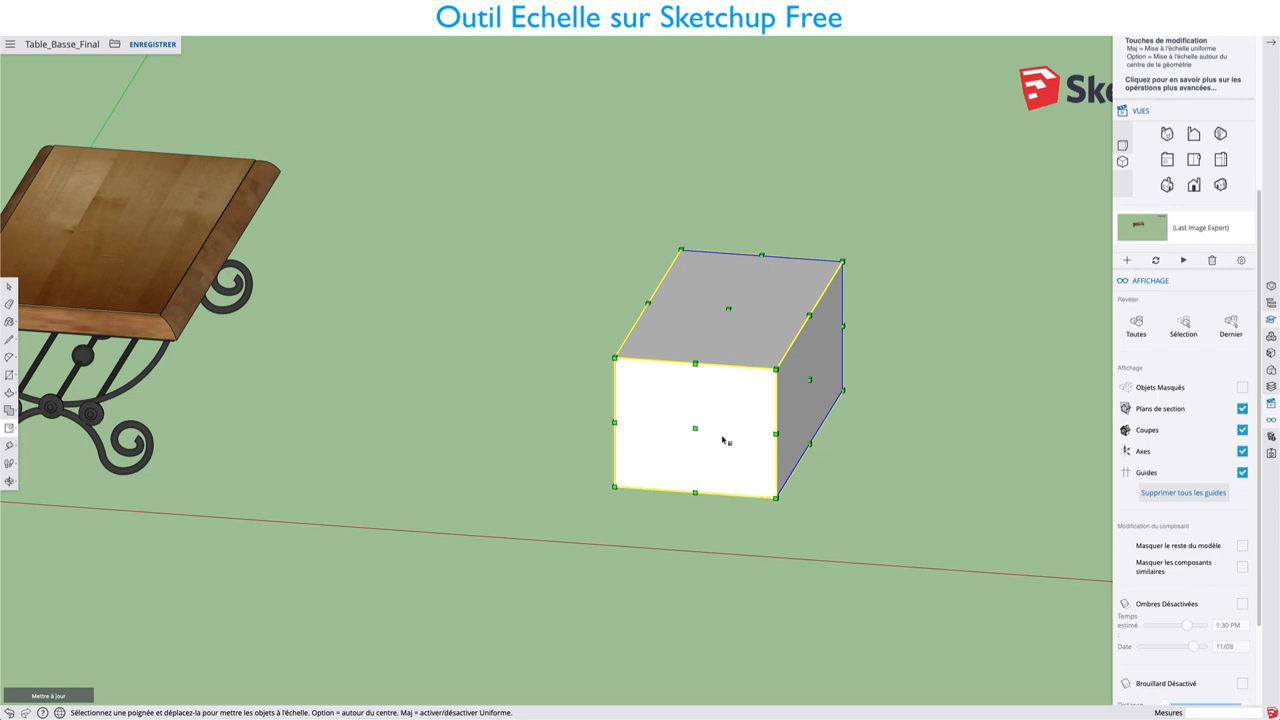 Outil Echelle sur Sketchup Free
Table_Basse_Final
ENREGISTRER
Touches de modification
Maj = Mise à l'échelle uniforme
Option = Mise à l'échelle autour du
centre de la géométrie
Cliquez pour en savoir plus sur les
opérations plus avancées...
Ske
VUES
(Last Image Export)
AFFICHAGE
Révéler
Toutes
Sélection
Dernier
Affichage
Objets Masqués
Plans de section
Coupes
Axes
Guides
Supprimer tous les guides
Modification du composant
Masquer le reste du modèle
Masquer les composants
similaires
Ombres Désactivées
Temps
estimé
:
1:30 PM
Date
11/08
Brouillard Désactivé
Distance
Mettre à jour
Sélectionnez une poignée et déplacez-la pour mettre les objets à l'échelle. Option = autour du centre. Maj = activer/désactiver Uniforme.
Mesures